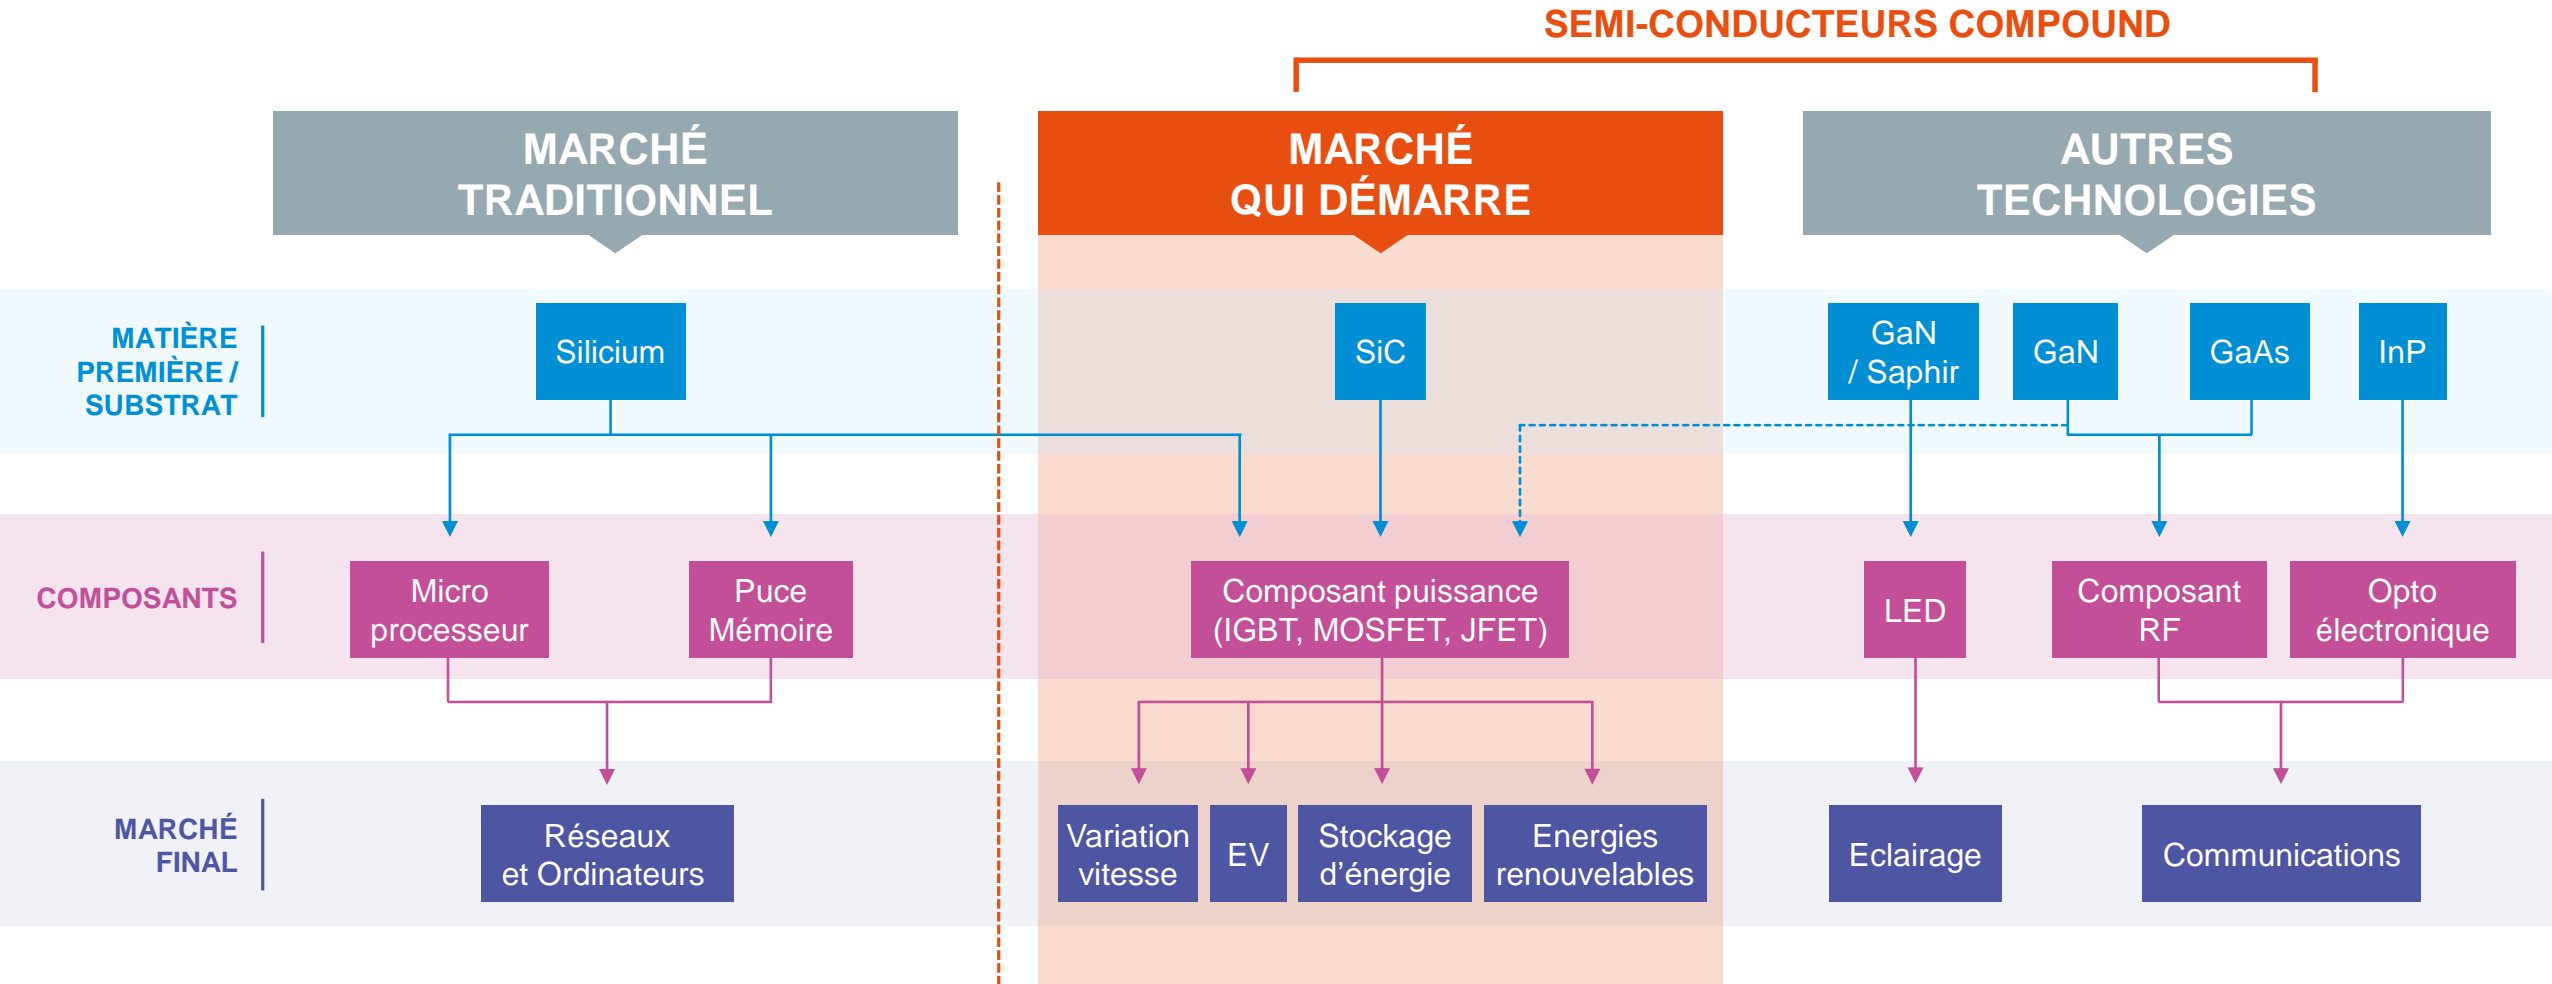 SEMI-CONDUCTEURS COMPOUND
MARCHÉ
TRADITIONNEL
MARCHÉ
QUI DÉMARRE
AUTRES
TECHNOLOGIES
MATIÈRE
PREMIÈRE /
SUBSTRAT
Silicium
SiC
GaN
/ Saphir
GaN
GaAs
InP
COMPOSANTS
Micro
processeur
Puce
Mémoire
Composant puissance
(IGBT, MOSFET, JFET)
LED
Composant
RF
Opto
électronique
MARCHÉ
FINAL
Réseaux
et Ordinateurs
Variation
vitesse
EV
Stockage
d’énergie
Energies
renouvelables
Eclairage
Communications